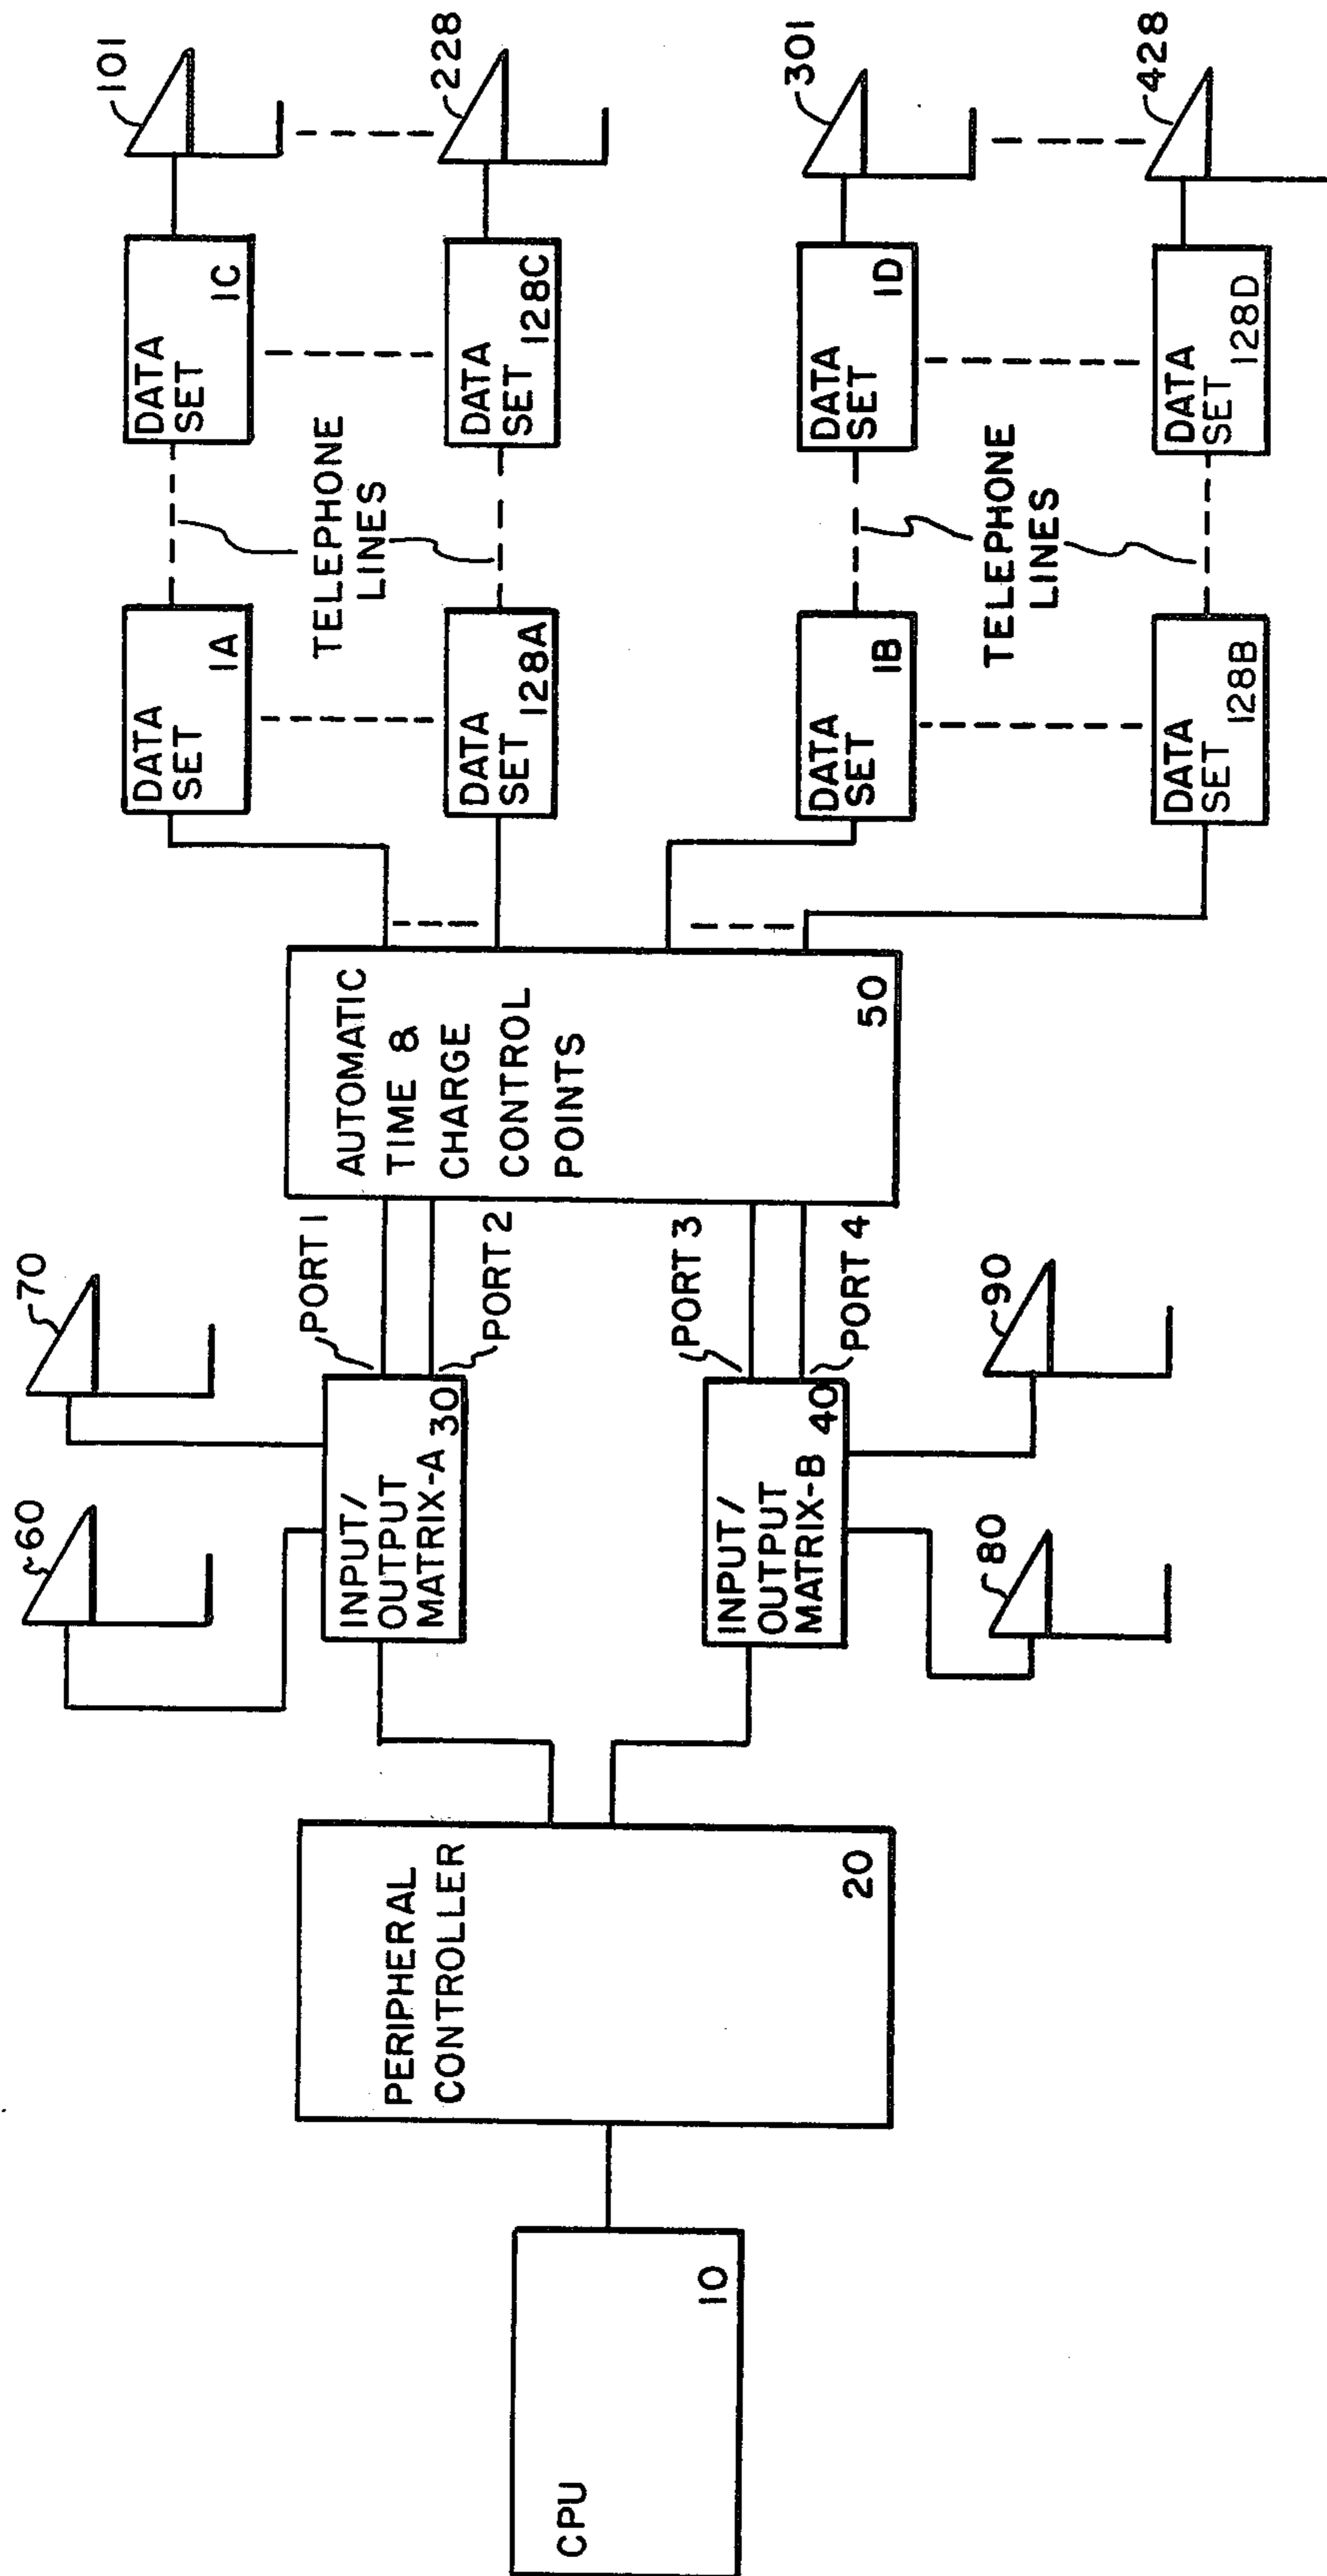 CPU
10
PERIPHERAL
CONTROLLER
20
60
70
INPUT/
OUTPUT
MATRIX-A
30
PORT 1
PORT 2
INPUT/
OUTPUT
MATRIX-B
40
PORT 3
PORT 4
80
90
AUTOMATIC
TIME &
CHARGE
CONTROL
POINTS
50
DATA
SET
1A
DATA
SET
128A
TELEPHONE
LINES
DATA
SET
1C
DATA
SET
128C
101
228
DATA
SET
1B
DATA
SET
128B
TELEPHONE
LINES
DATA
SET
1D
DATA
SET
128D
301
428